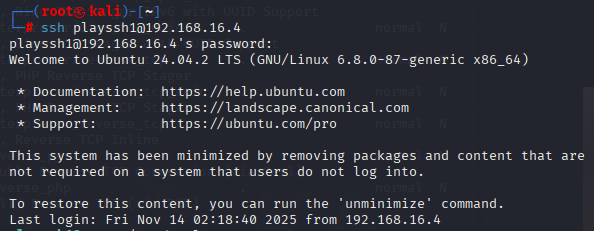 ┌──(root㉿kali)-[~]
└─# ssh playssh1@192.168.16.4
playssh1@192.168.16.4's password:
Welcome to Ubuntu 24.04.2 LTS (GNU/Linux 6.8.0-87-generic x86_64)
* Documentation: https://help.ubuntu.com
* Management: https://landscape.canonical.com
* Support: https://ubuntu.com/pro
This system has been minimized by removing packages and content that are
not required on a system that users do not log into.
To restore this content, you can run the 'unminimize' command.
Last login: Fri Nov 14 02:18:40 2025 from 192.168.16.4